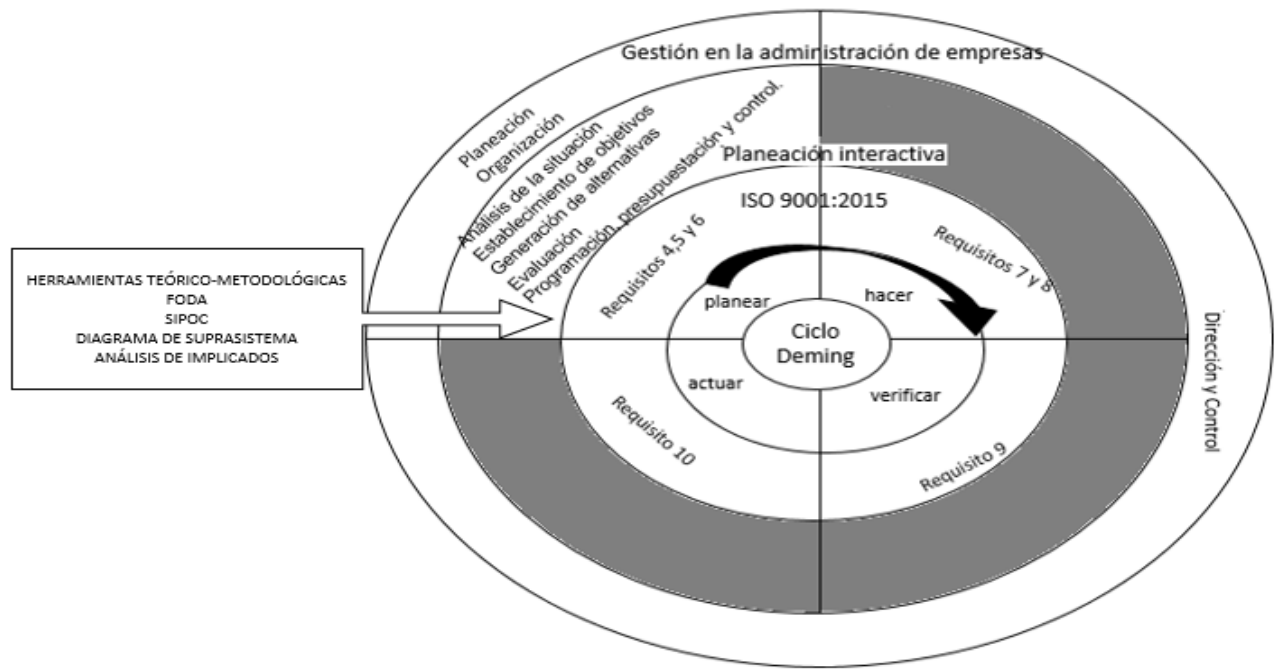 Gestión en la administración de empresas
Planeación
Organización
Análisis de la situación
Establecimiento de objetivos
Generación de alternativas
Evaluación
Programación, presupuestación y control.
Planeación interactiva
ISO 9001:2015
Requisitos 4,5 y 6
Requisitos 7 y 8
HERRAMIENTAS TEÓRICO-METODOLÓGICAS
FODA
SIPOC
DIAGRAMA DE SUPRASISTEMA
ANÁLISIS DE IMPLICADOS
planear
hacer
Ciclo
Deming
actuar
verificar
Requisito 10
Requisito 9
Dirección y Control